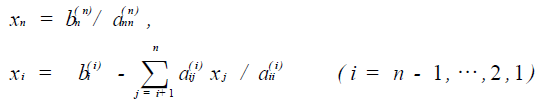 xₙ = bₙ⁽ⁿ⁾ / aₙₙ⁽ⁿ⁾ ,
xᵢ = bᵢ⁽ⁱ⁾ - ∑_{j = i+1}^{n} aᵢⱼ⁽ⁱ⁾ xⱼ / aᵢᵢ⁽ⁱ⁾ ( i = n - 1, ⋯, 2, 1 )